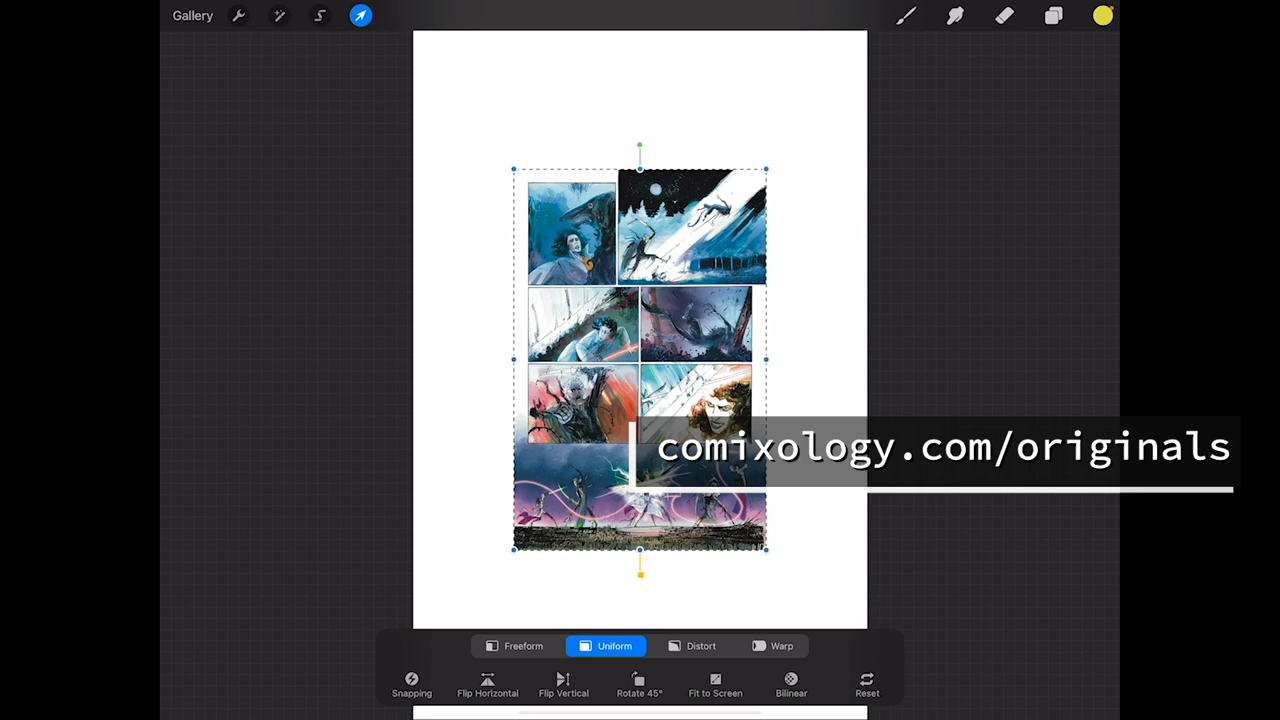 Gallery
comixology.com/originals
Freeform
Uniform
Distort
Warp
Snapping
Flip Horizontal
Flip Vertical
Rotate 45°
Fit to Screen
Bilinear
Reset